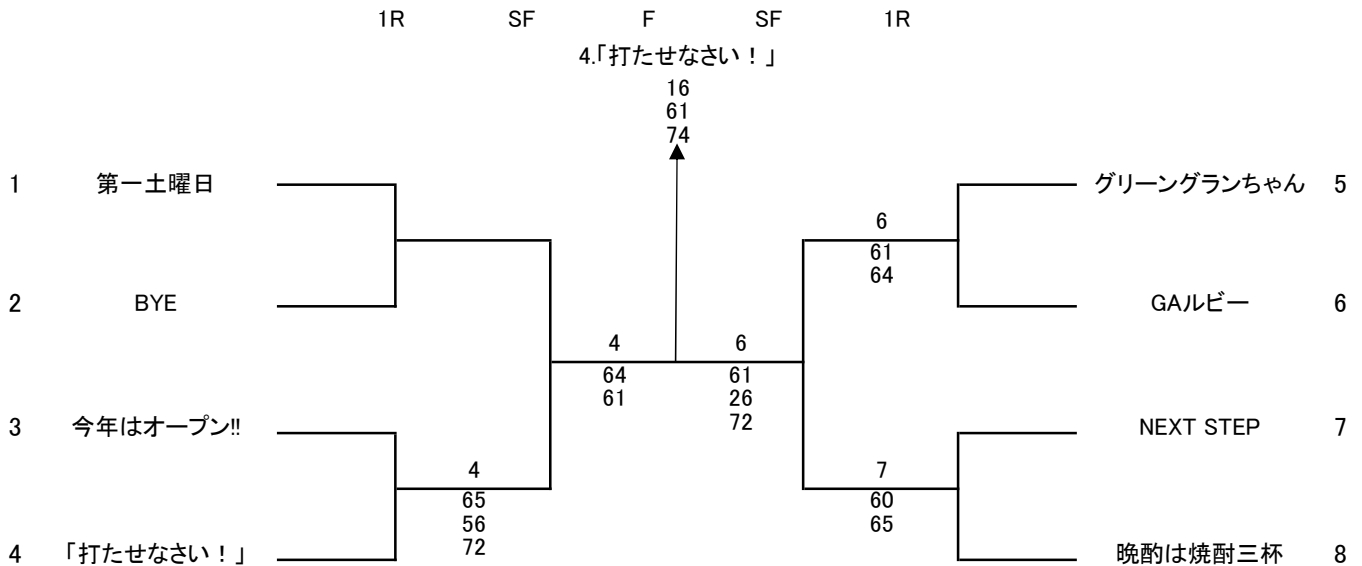 1R SF F SF 1R
4.「打たせなさい！」
16
61
74
1 第一土曜日 グリーングランちゃん 5
6
61
64
2 BYE GAルビー 6
4 6
64 61
61 26
72
3 今年はオープン!! NEXT STEP 7
4 7
65 60
56 65
72
4 「打たせなさい！」 晩酌は焼酎三杯 8